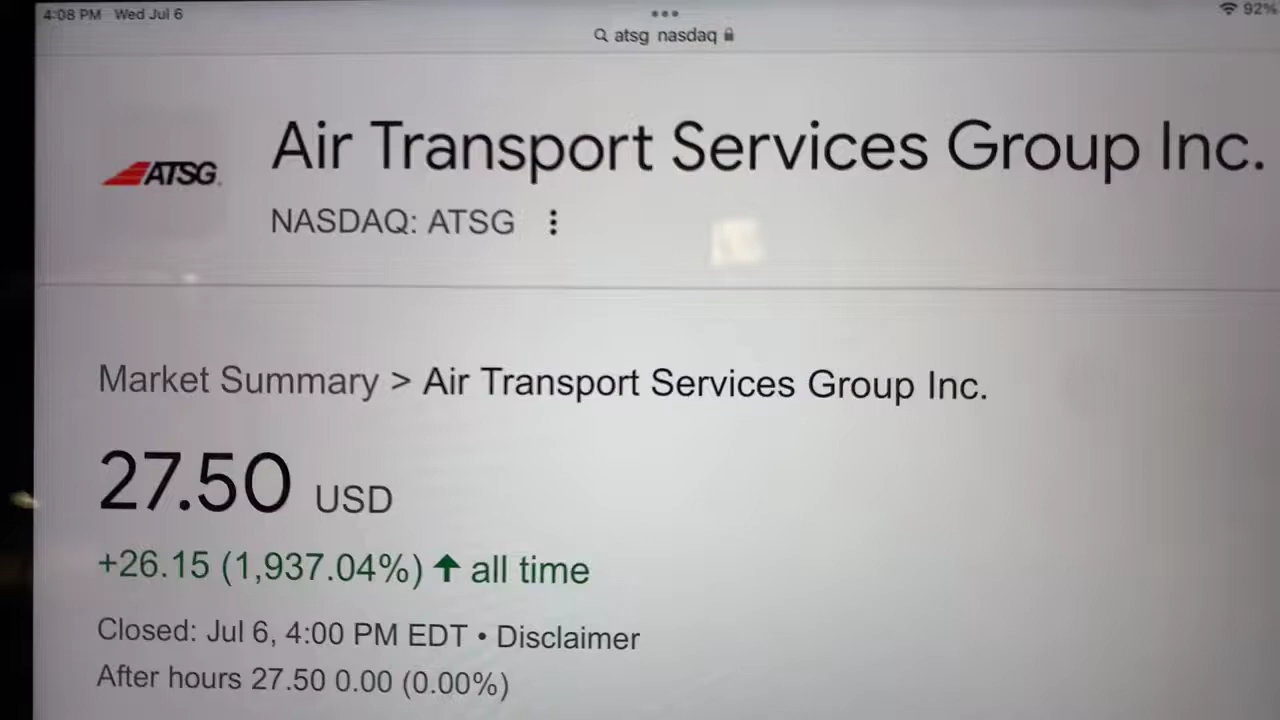 4:08 PM Wed Jul 6
92%
atsg nasdaq
ATSG
Air Transport Services Group Inc.
NASDAQ: ATSG
Market Summary > Air Transport Services Group Inc.
27.50 USD
+26.15 (1,937.04%) ↑ all time
Closed: Jul 6, 4:00 PM EDT • Disclaimer
After hours 27.50 0.00 (0.00%)